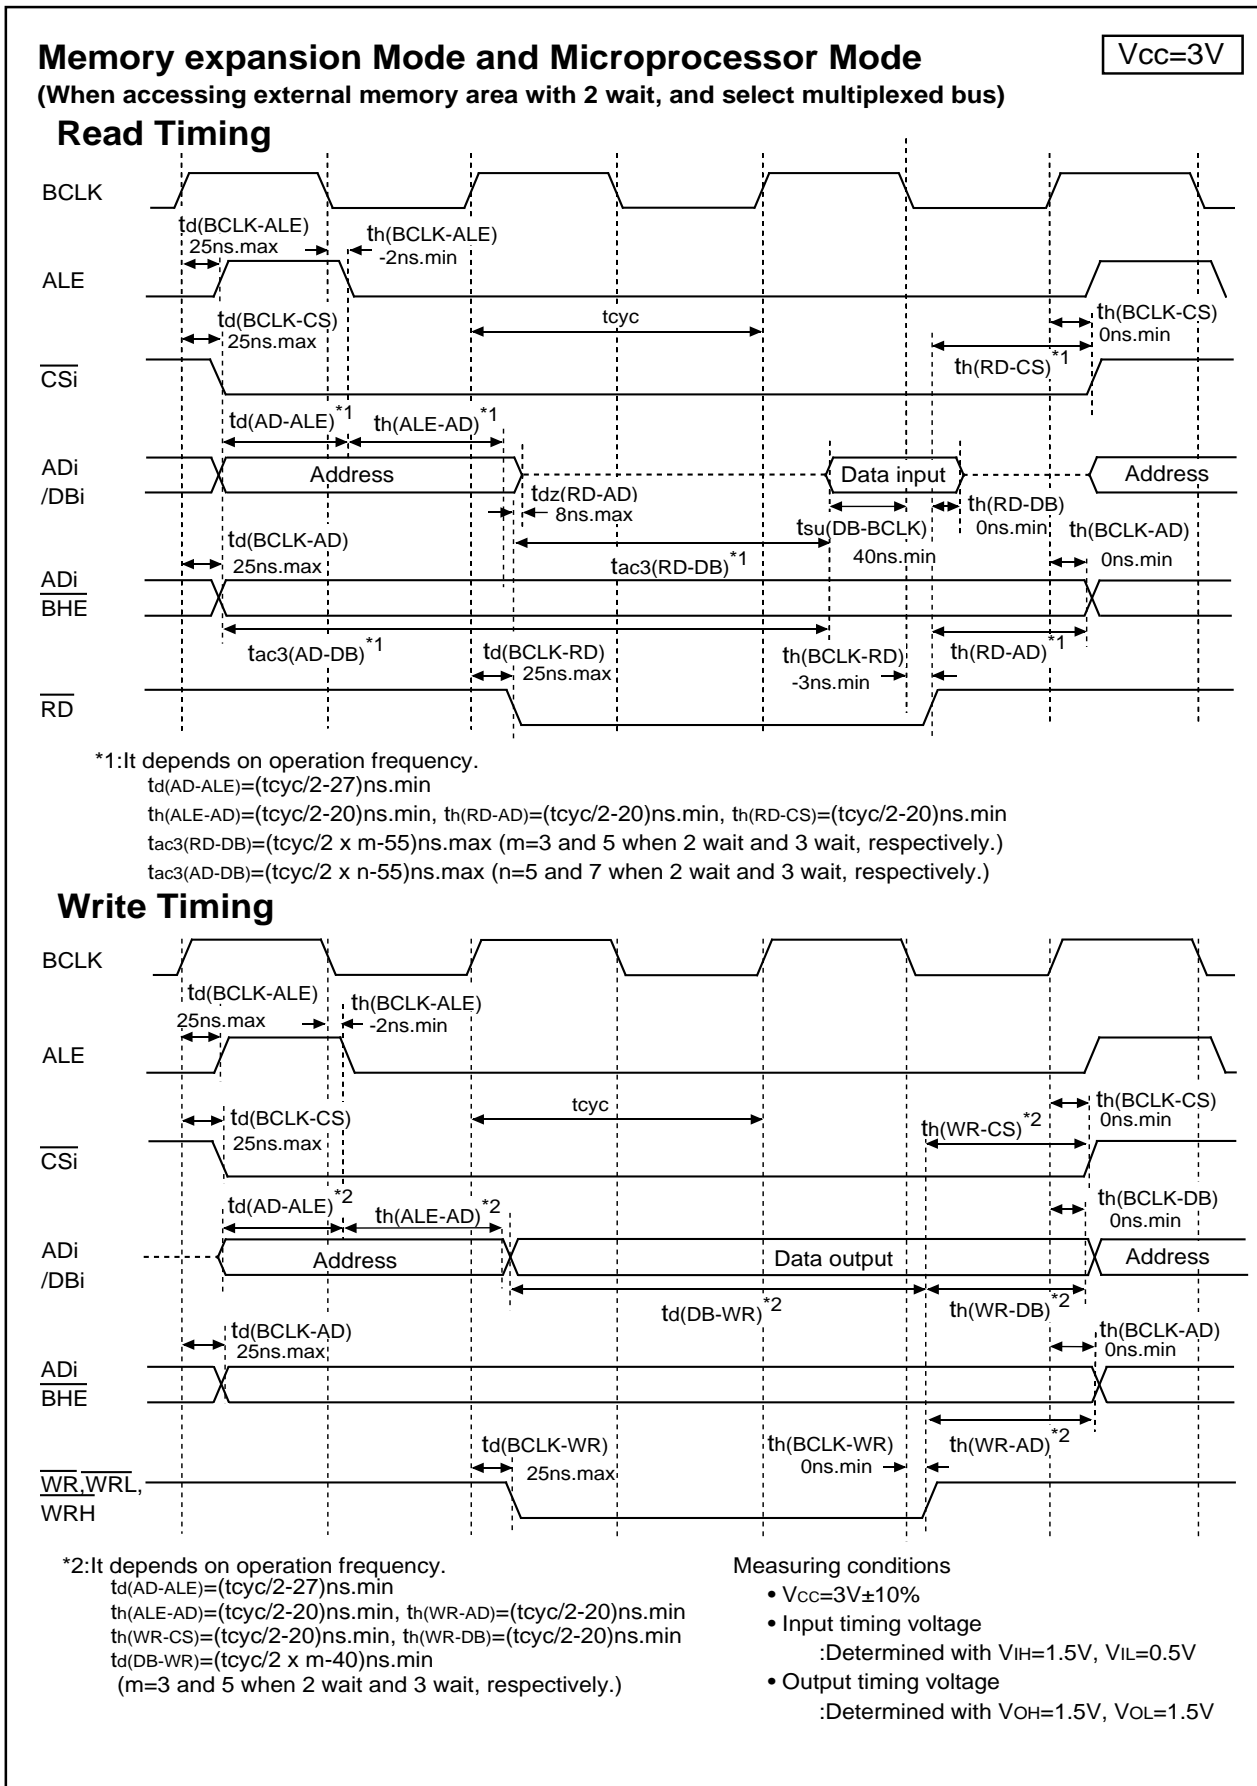 Memory expansion Mode and Microprocessor Mode
Vcc=3V
(When accessing external memory area with 2 wait, and select multiplexed bus)
Read Timing
BCLK
td(BCLK-ALE)
25ns.max
th(BCLK-ALE)
-2ns.min
ALE
td(BCLK-CS)
25ns.max
tcyc
th(BCLK-CS)
0ns.min
th(RD-CS)*1
CSi
td(AD-ALE)*1
th(ALE-AD)*1
ADi
/DBi
Address
Data input
Address
tdz(RD-AD)
8ns.max
th(RD-DB)
0ns.min
tsu(DB-BCLK)
40ns.min
th(BCLK-AD)
0ns.min
td(BCLK-AD)
25ns.max
tac3(RD-DB)*1
ADi
BHE
tac3(AD-DB)*1
td(BCLK-RD)
25ns.max
th(BCLK-RD)
-3ns.min
th(RD-AD)*1
RD
*1:It depends on operation frequency.
td(AD-ALE)=(tcyc/2-27)ns.min
th(ALE-AD)=(tcyc/2-20)ns.min, th(RD-AD)=(tcyc/2-20)ns.min, th(RD-CS)=(tcyc/2-20)ns.min
tac3(RD-DB)=(tcyc/2 x m-55)ns.max (m=3 and 5 when 2 wait and 3 wait, respectively.)
tac3(AD-DB)=(tcyc/2 x n-55)ns.max (n=5 and 7 when 2 wait and 3 wait, respectively.)
Write Timing
BCLK
td(BCLK-ALE)
25ns.max
th(BCLK-ALE)
-2ns.min
ALE
td(BCLK-CS)
25ns.max
tcyc
th(BCLK-CS)
0ns.min
th(WR-CS)*2
CSi
td(AD-ALE)*2
th(ALE-AD)*2
th(BCLK-DB)
0ns.min
ADi
/DBi
Address
Data output
Address
td(DB-WR)*2
th(WR-DB)*2
td(BCLK-AD)
25ns.max
th(BCLK-AD)
0ns.min
ADi
BHE
td(BCLK-WR)
25ns.max
th(BCLK-WR)
0ns.min
th(WR-AD)*2
WR,WRL,
WRH
*2:It depends on operation frequency.
td(AD-ALE)=(tcyc/2-27)ns.min
th(ALE-AD)=(tcyc/2-20)ns.min, th(WR-AD)=(tcyc/2-20)ns.min
th(WR-CS)=(tcyc/2-20)ns.min, th(WR-DB)=(tcyc/2-20)ns.min
td(DB-WR)=(tcyc/2 x m-40)ns.min
(m=3 and 5 when 2 wait and 3 wait, respectively.)
Measuring conditions
• VCC=3V±10%
• Input timing voltage
:Determined with VIH=1.5V, VIL=0.5V
• Output timing voltage
:Determined with VOH=1.5V, VOL=1.5V